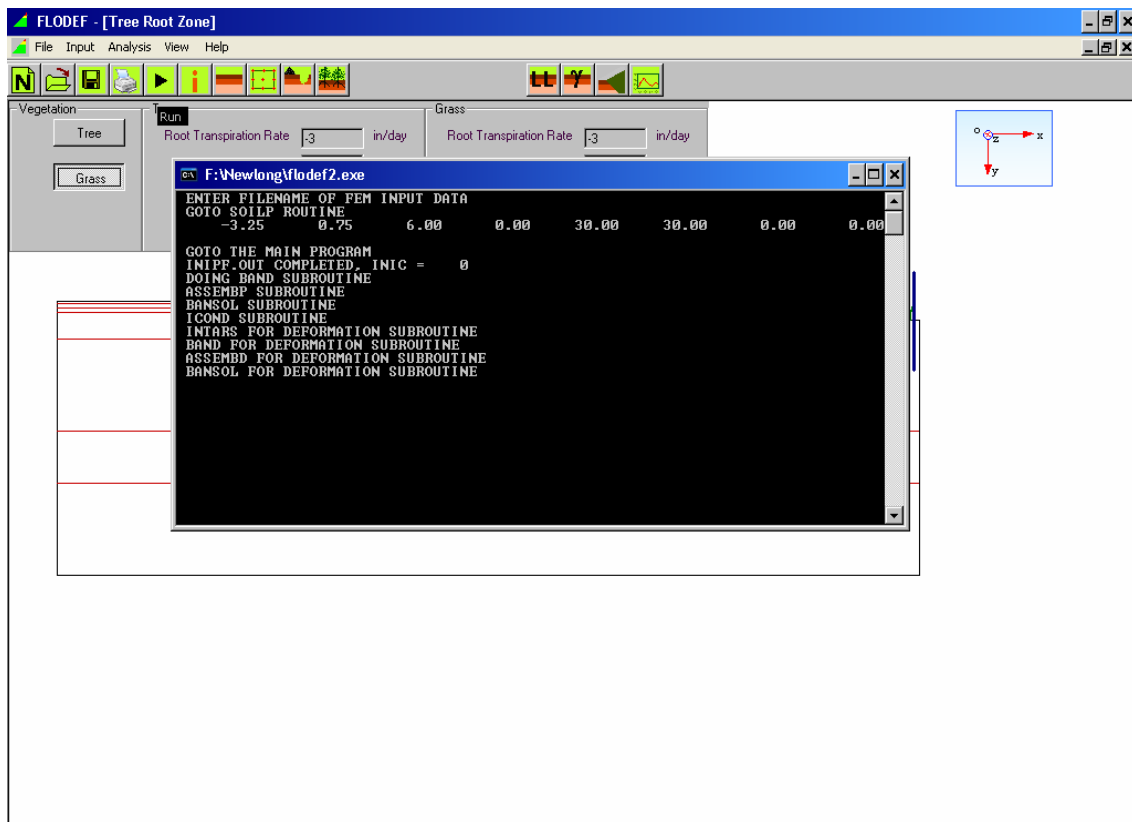 FLODEF - [Tree Root Zone]
File Input Analysis View Help
N i LL γ
Vegetation
Tree
Grass
Run
Root Transpiration Rate -3 in/day
Grass
Root Transpiration Rate -3 in/day
o z x
y
F:\Newlong\flodef2.exe
ENTER FILENAME OF FEM INPUT DATA
GOTO SOILP ROUTINE
-3.25 0.75 6.00 0.00 30.00 30.00 0.00 0.00
GOTO THE MAIN PROGRAM
INIPF.OUT COMPLETED, INIC = 0
DOING BAND SUBROUTINE
ASSEMBP SUBROUTINE
BANSOL SUBROUTINE
ICOND SUBROUTINE
INTARS FOR DEFORMATION SUBROUTINE
BAND FOR DEFORMATION SUBROUTINE
ASSEMBD FOR DEFORMATION SUBROUTINE
BANSOL FOR DEFORMATION SUBROUTINE